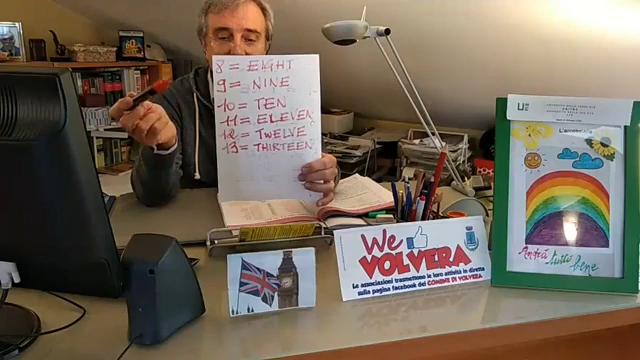 8 = EIGHT
9 = NINE
10 = TEN
11 = ELEVEN
12 = TWELVE
13 = THIRTEEN
We
VOLVERA
Le associazioni trasmettono le loro attività in diretta
sulla pagina facebook del COMUNE DI VOLVERA
Andrà tutto bene